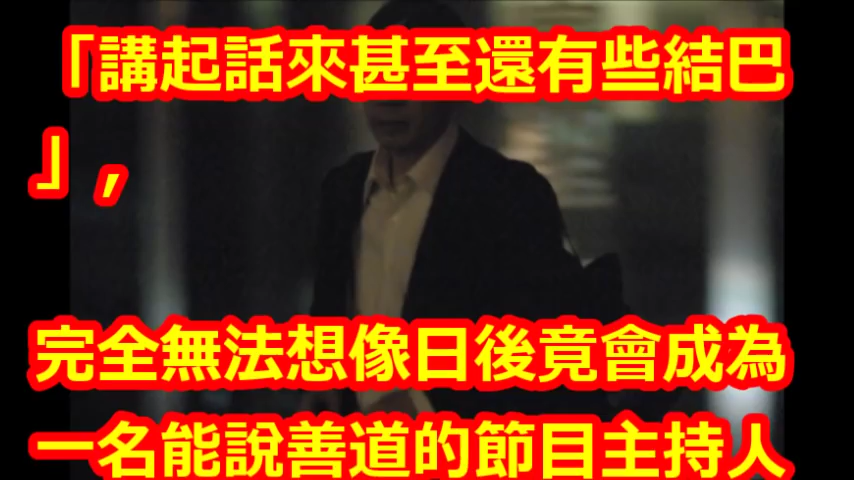 「講起話來甚至還有些結巴
」,
完全無法想像日後竟會成為
一名能說善道的節目主持人